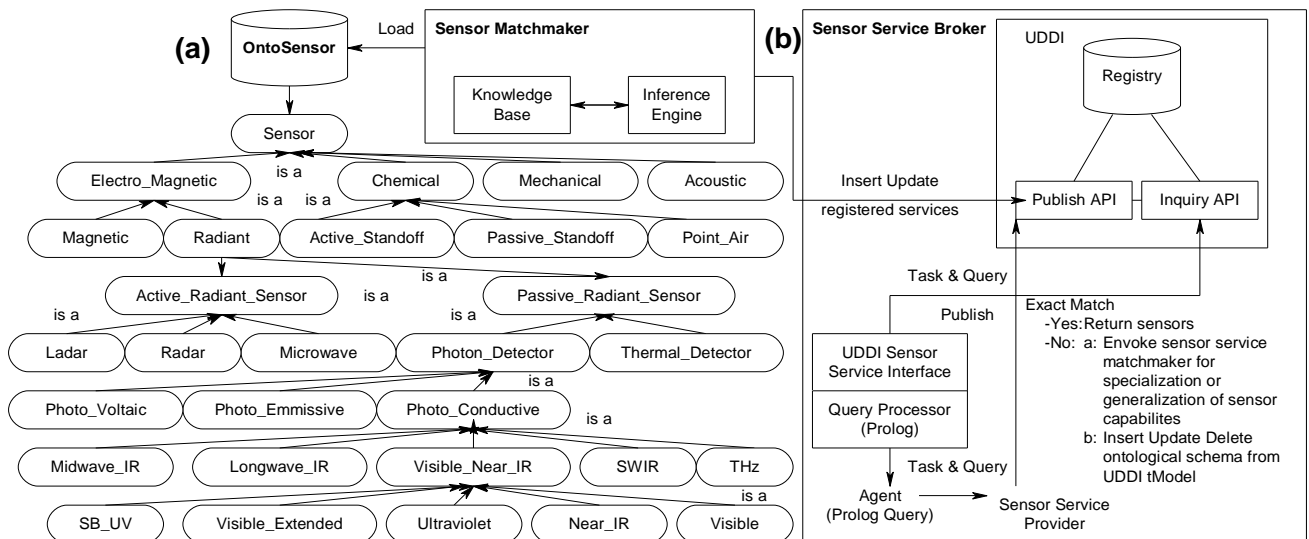 (a)
OntoSensor
Load
Sensor Matchmaker
Knowledge
Base
Inference
Engine
Sensor
is a
Electro_Magnetic
Chemical
Mechanical
Acoustic
is a
is a
Magnetic
Radiant
Active_Standoff
Passive_Standoff
Point_Air
is a
Active_Radiant_Sensor
is a
Passive_Radiant_Sensor
is a
is a
Ladar
Radar
Microwave
Photon_Detector
Thermal_Detector
is a
Photo_Voltaic
Photo_Emmissive
Photo_Conductive
is a
Midwave_IR
Longwave_IR
Visible_Near_IR
SWIR
THz
is a
SB_UV
Visible_Extended
Ultraviolet
Near_IR
Visible
(b)
Sensor Service Broker
UDDI
Registry
Insert Update
registered services
Publish API
Inquiry API
Task & Query
Publish
Exact Match
-Yes:Return sensors
-No: a: Envoke sensor service
matchmaker for
specialization or
generalization of sensor
capabilites
b: Insert Update Delete
ontological schema from
UDDI tModel
UDDI Sensor
Service Interface
Query Processor
(Prolog)
Task & Query
Agent
(Prolog Query)
Sensor Service
Provider